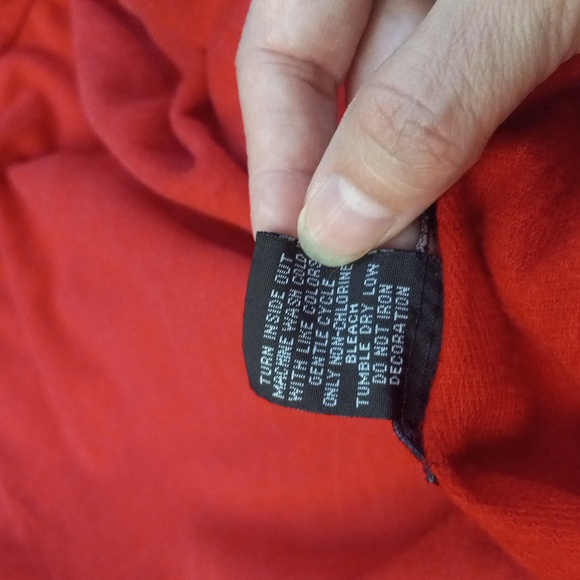 TURN INSIDE OUT
MACHINE WASH COLD
WITH LIKE COLORS
GENTLE CYCLE
ONLY NON-CHLORINE
BLEACH
TUMBLE DRY LOW
DO NOT IRON
DECORATION